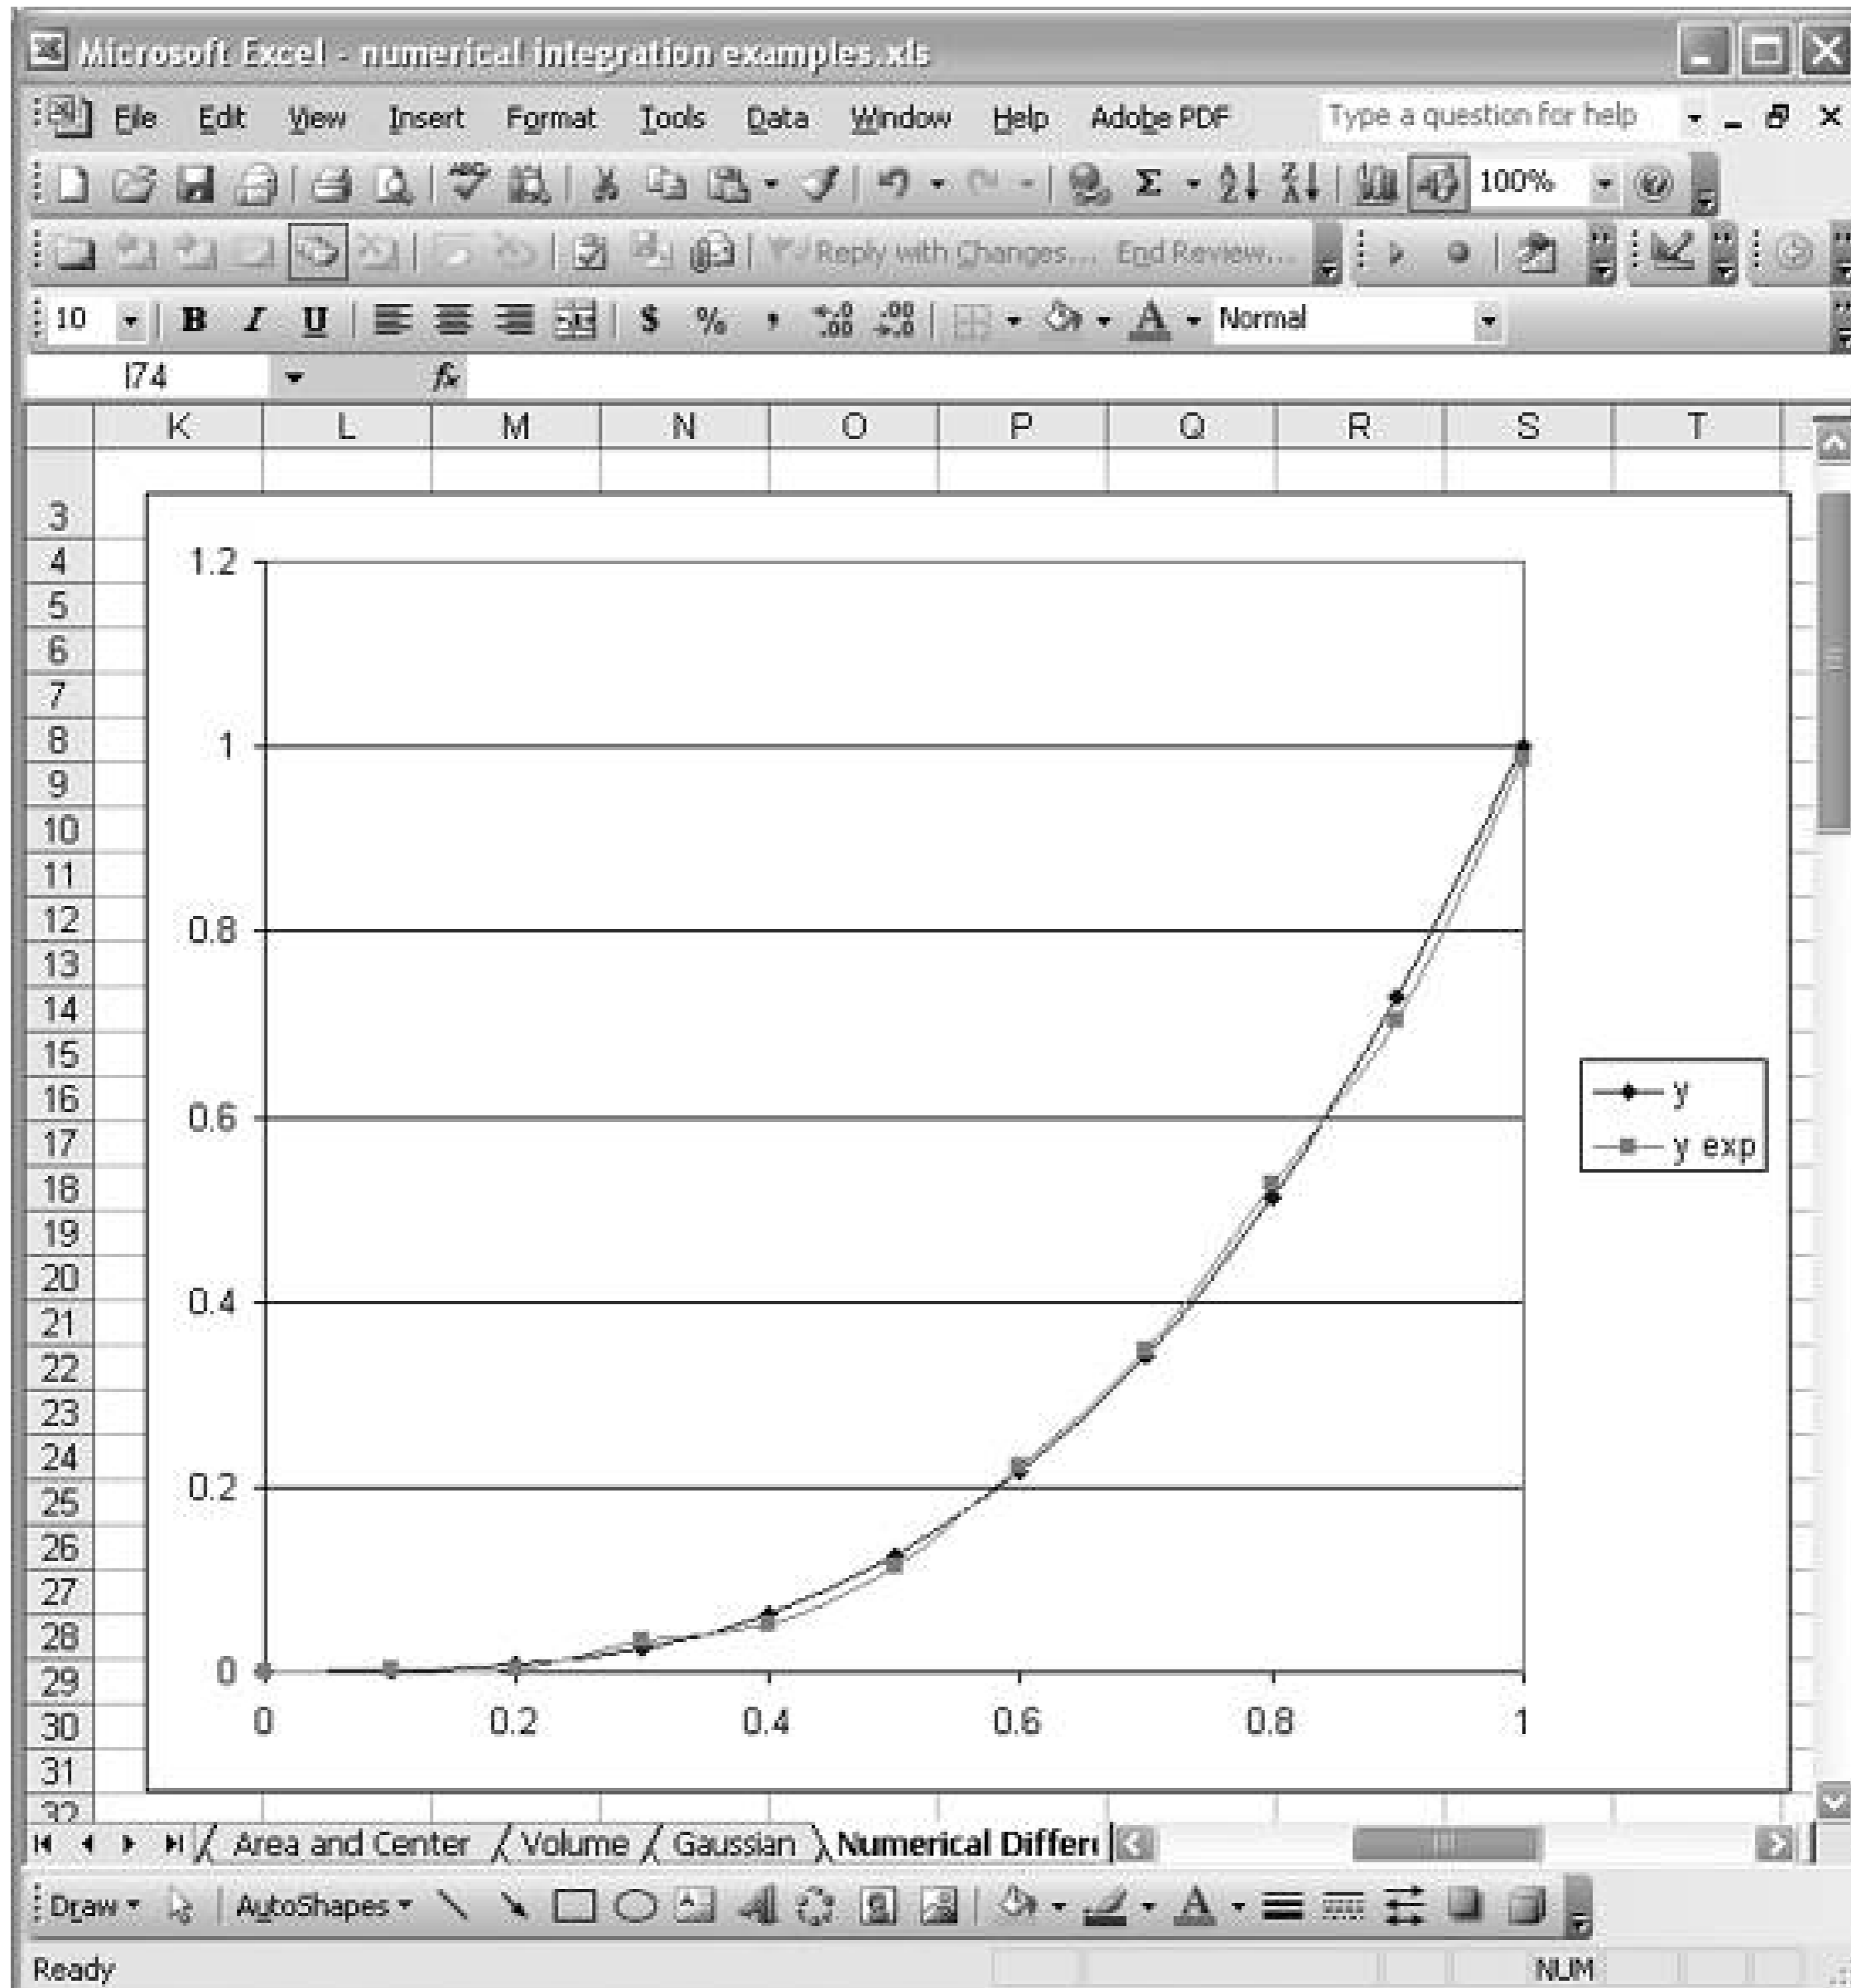 Microsoft Excel - numerical integration examples.xls
File Edit View Insert Format Tools Data Window Help Adobe PDF Type a question for help
Σ 100%
Reply with Changes... End Review...
10 B I U $ % , .00 .00 A Normal
I74 fx
K L M N O P Q R S T
3
4
5
6
7
8
9
10
11
12
13
14
15
16
17
18
19
20
21
22
23
24
25
26
27
28
29
30
31
32
1.2
1
0.8
0.6
0.4
0.2
0
0 0.2 0.4 0.6 0.8 1
y
y exp
Area and Center Volume Gaussian Numerical Differ
Draw AutoShapes A
Ready NUM